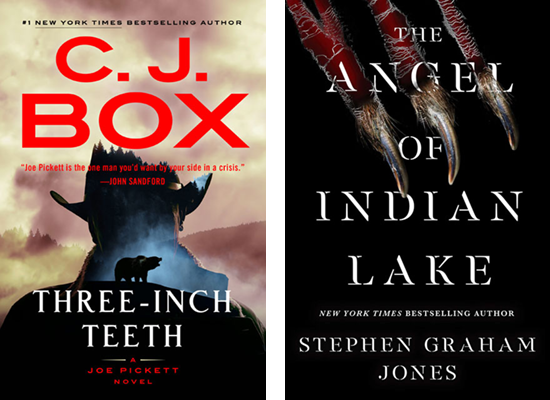 #1 NEW YORK TIMES BESTSELLING AUTHOR
C. J.
BOX
"Joe Pickett is the one man you'd want by your side in a crisis."
—JOHN SANDFORD
THREE-INCH
TEETH
A
JOE PICKETT
NOVEL
THE
ANGEL
OF
INDIAN
LAKE
NEW YORK TIMES BESTSELLING AUTHOR
STEPHEN GRAHAM
JONES